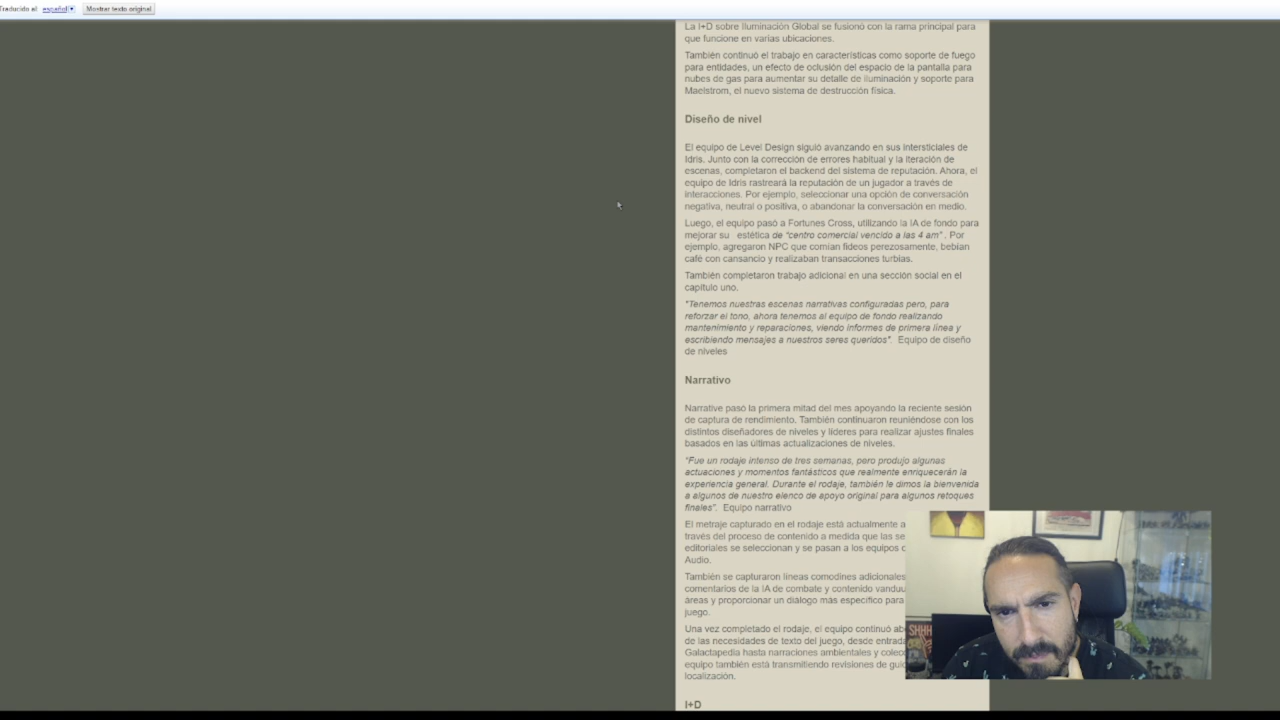 Traducido al: español Mostrar texto original
La I+D sobre Iluminación Global se fusionó con la rama principal para
que funcione en varias ubicaciones.
También continuó el trabajo en características como soporte de fuego
para entidades, un efecto de oclusión del espacio de la pantalla para
nubes de gas para aumentar su detalle de iluminación y soporte para
Maelstrom, el nuevo sistema de destrucción física.
Diseño de nivel
El equipo de Level Design siguió avanzando en sus intersticiales de
Idris. Junto con la corrección de errores habitual y la iteración de
escenas, completaron el backend del sistema de reputación. Ahora, el
equipo de Idris rastreará la reputación de un jugador a través de
interacciones. Por ejemplo, seleccionar una opción de conversación
negativa, neutral o positiva, o abandonar la conversación en medio.
Luego, el equipo pasó a Fortunes Cross, utilizando la IA de fondo para
mejorar su estética de "centro comercial vencido a las 4 am" . Por
ejemplo, agregaron NPC que comían fideos perezosamente, bebían
café con cansancio y realizaban transacciones turbias.
También completaron trabajo adicional en una sección social en el
capítulo uno.
"Tenemos nuestras escenas narrativas configuradas pero, para
reforzar el tono, ahora tenemos al equipo de fondo realizando
mantenimiento y reparaciones, viendo informes de primera línea y
escribiendo mensajes a nuestros seres queridos". Equipo de diseño
de niveles
Narrativo
Narrative pasó la primera mitad del mes apoyando la reciente sesión
de captura de rendimiento. También continuaron reuniéndose con los
distintos diseñadores de niveles y líderes para realizar ajustes finales
basados en las últimas actualizaciones de niveles.
"Fue un rodaje intenso de tres semanas, pero produjo algunas
actuaciones y momentos fantásticos que realmente enriquecerán la
experiencia general. Durante el rodaje, también le dimos la bienvenida
a algunos de nuestro elenco de apoyo original para algunos retoques
finales". Equipo narrativo
El metraje capturado en el rodaje está actualmente a
través del proceso de contenido a medida que las se
editoriales se seleccionan y se pasan a los equipos
Audio.
También se capturaron líneas comodines adicionales
comentarios de la IA de combate y contenido vanduu
áreas y proporcionar un diálogo más específico para
juego.
Una vez completado el rodaje, el equipo continuó
de las necesidades de texto del juego, desde entrada
Galactapedia hasta narraciones ambientales y colecc
equipo también está transmitiendo revisiones de
localización.
I+D